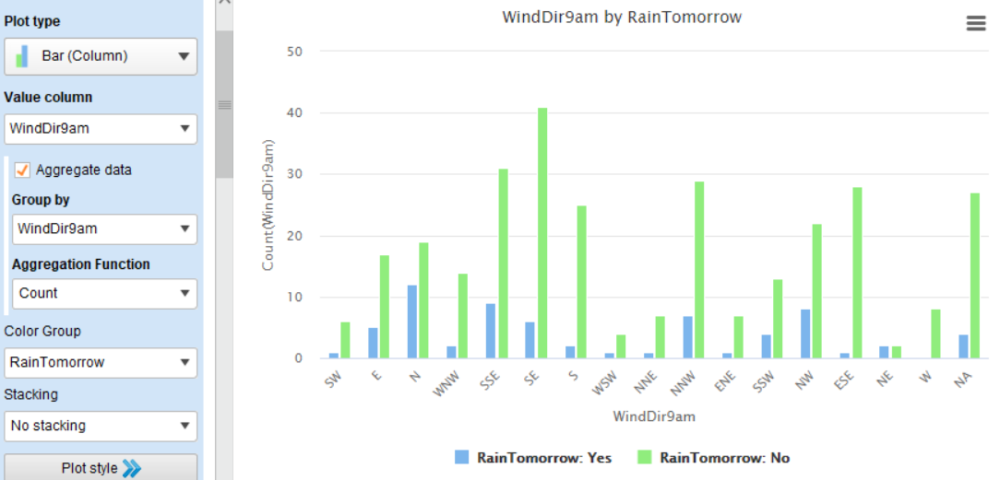 Plot type
Bar (Column)
Value column
WindDir9am
Aggregate data
Group by
WindDir9am
Aggregation Function
Count
Color Group
RainTomorrow
Stacking
No stacking
Plot style
WindDir9am by RainTomorrow
Count(WindDir9am)
50
40
30
20
10
0
SW E N WNW SSE SE S WSW NNE NNW ENE SSW NW ESE NE W NA
WindDir9am
RainTomorrow: Yes RainTomorrow: No